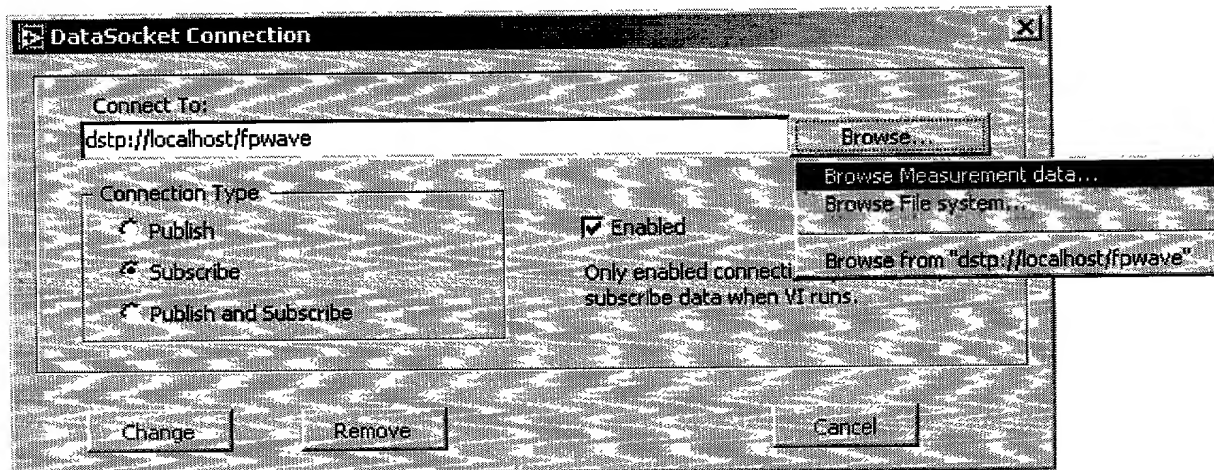 DataSocket Connection
Connect To:
dstp://localhost/fpwave
Browse...
Browse Measurement data...
Browse File system...
Browse from "dstp://localhost/fpwave"
Connection Type
Publish
Subscribe
Publish and Subscribe
Enabled
Only enabled connecti
subscribe data when VI runs.
Change
Remove
Cancel